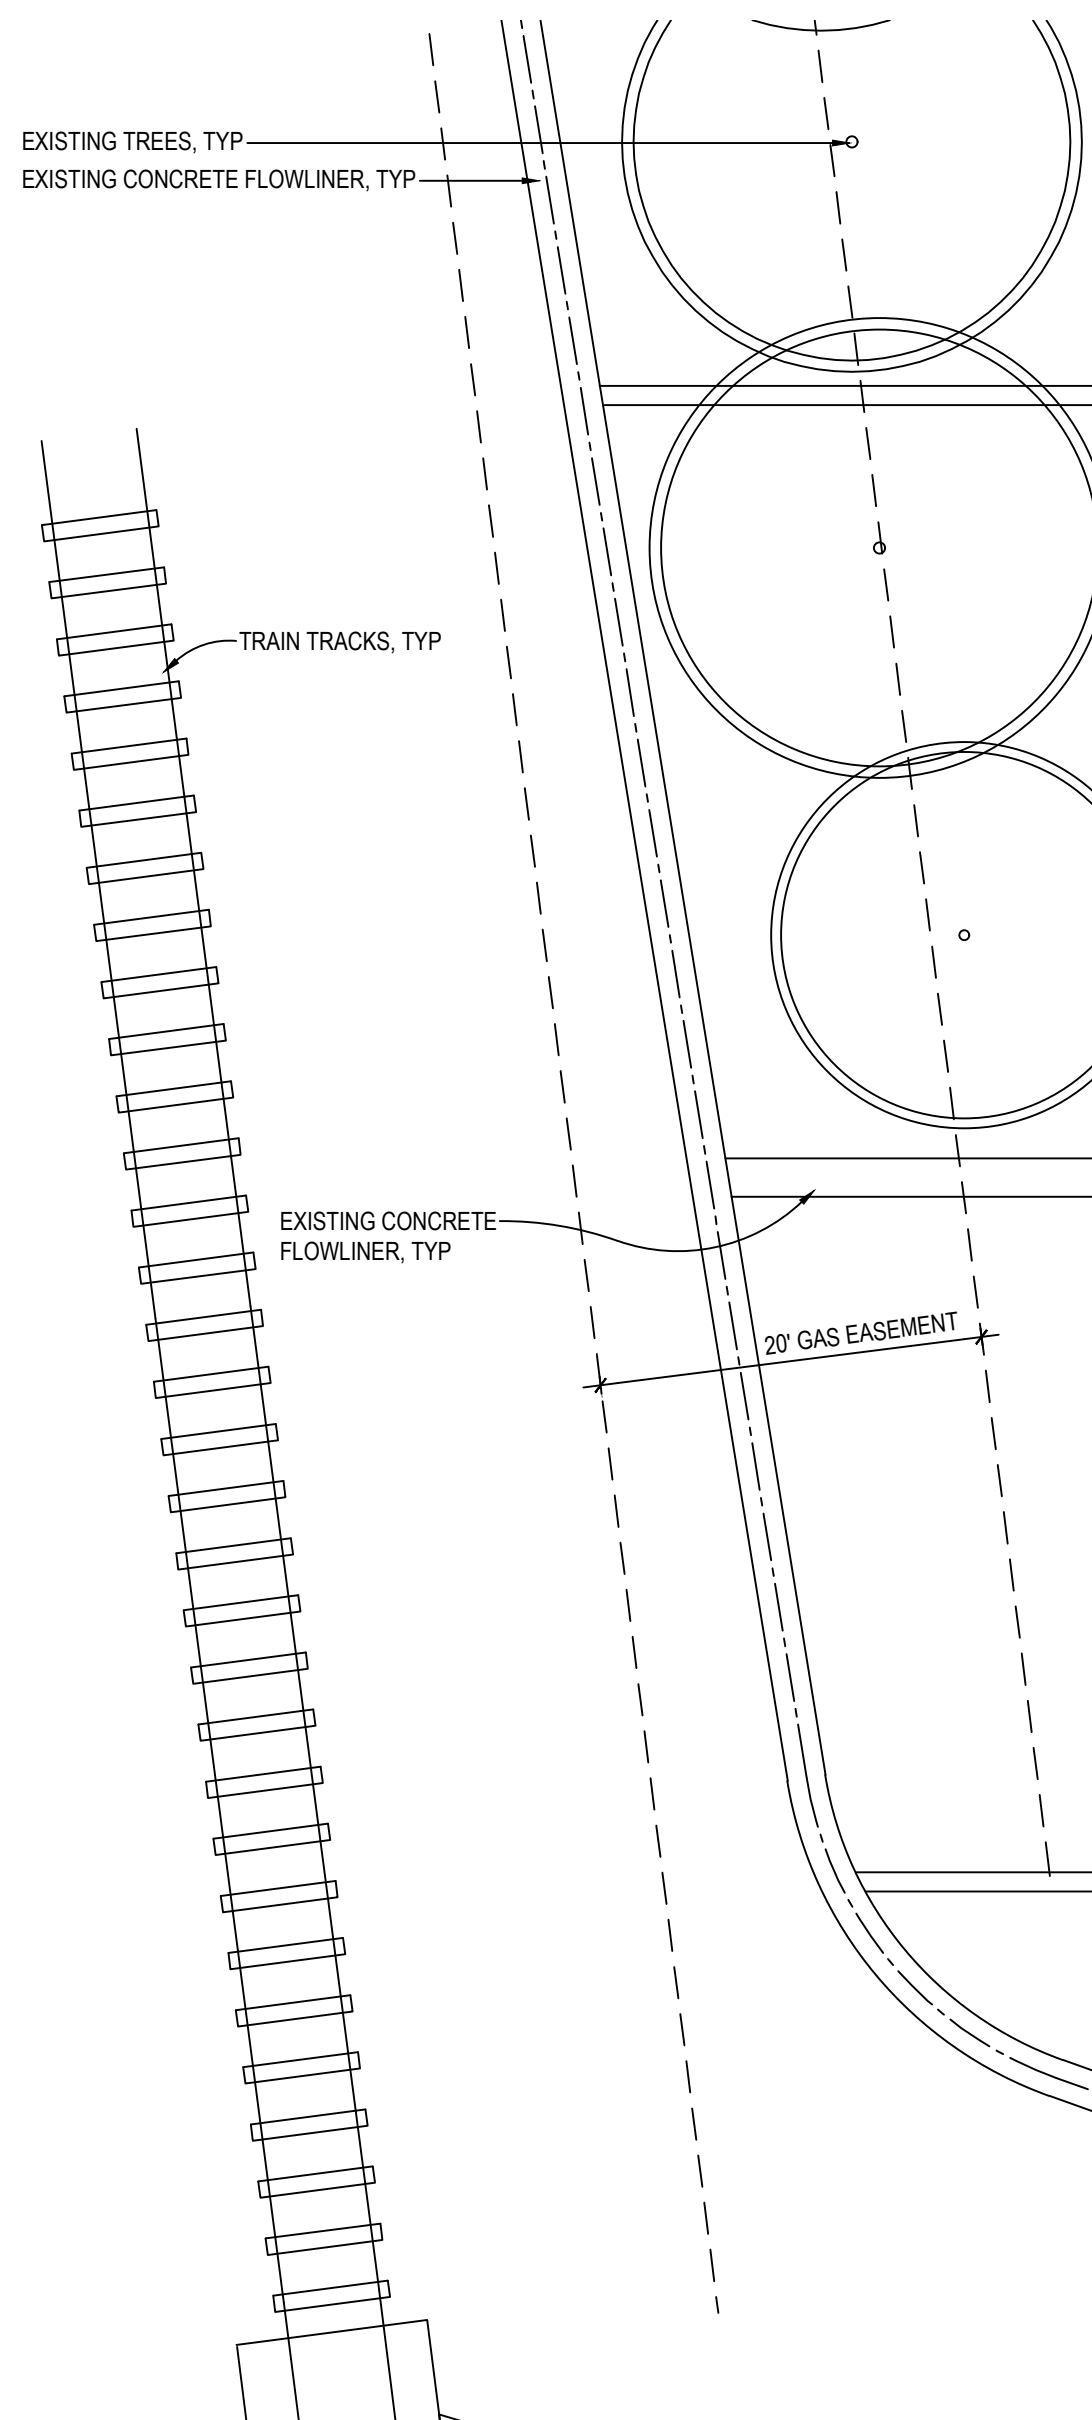 EXISTING TREES, TYP
EXISTING CONCRETE FLOWLINER, TYP
TRAIN TRACKS, TYP
EXISTING CONCRETE
FLOWLINER, TYP
20' GAS EASEMENT